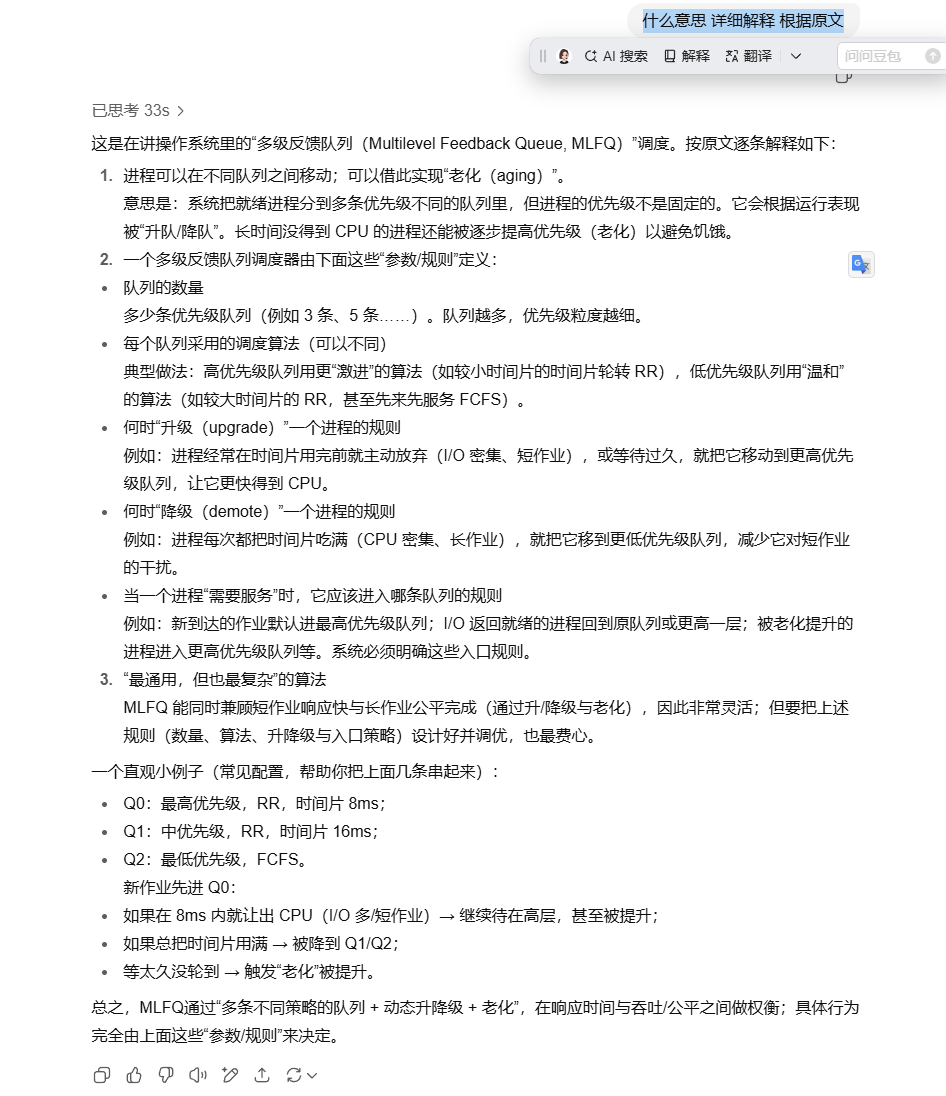 什么意思 详细解释 根据原文
AI 搜索 解释 翻译 问问豆包
已思考 33s
这是在讲操作系统里的“多级反馈队列（Multilevel Feedback Queue, MLFQ）”调度。按原文逐条解释如下：
1. 进程可以在不同队列之间移动；可以借此实现“老化（aging）”。
意思是：系统把就绪进程分到多条优先级不同的队列里，但进程的优先级不是固定的。它会根据运行表现
被“升队/降队”。长时间没得到 CPU 的进程还能被逐步提高优先级（老化）以避免饥饿。
2. 一个多级反馈队列调度器由下面这些“参数/规则”定义：
• 队列的数量
多少条优先级队列（例如 3 条、5 条……）。队列越多，优先级粒度越细。
• 每个队列采用的调度算法（可以不同）
典型做法：高优先级队列用更“激进”的算法（如较小时间片的时间片轮转 RR），低优先级队列用“温和”
的算法（如较大时间片的 RR，甚至先来先服务 FCFS）。
• 何时“升级（upgrade）”一个进程的规则
例如：进程经常在时间片用完前就主动放弃（I/O 密集、短作业），或等待过久，就把它移动到更高优先
级队列，让它更快得到 CPU。
• 何时“降级（demote）”一个进程的规则
例如：进程每次都把时间片吃满（CPU 密集、长作业），就把它移到更低优先级队列，减少它对短作业
的干扰。
• 当一个进程“需要服务”时，它应该进入哪条队列的规则
例如：新到达的作业默认进最高优先级队列；I/O 返回就绪的进程回到原队列或更高一层；被老化提升的
进程进入更高优先级队列等。系统必须明确这些入口规则。
3. “最通用，但也最复杂”的算法
MLFQ 能同时兼顾短作业响应快与长作业公平完成（通过升/降级与老化），因此非常灵活；但要把上述
规则（数量、算法、升降级与入口策略）设计好并调优，也最费心。
一个直观小例子（常见配置，帮助你把上面几条串起来）：
• Q0：最高优先级，RR，时间片 8ms；
• Q1：中优先级，RR，时间片 16ms；
• Q2：最低优先级，FCFS。
新作业先进 Q0：
• 如果在 8ms 内就让出 CPU（I/O 多/短作业）→ 继续待在高层，甚至被提升；
• 如果总把时间片用满 → 被降到 Q1/Q2；
• 等太久没轮到 → 触发“老化”被提升。
总之，MLFQ通过“多条不同策略的队列 + 动态升降级 + 老化”，在响应时间与吞吐/公平之间做权衡；具体行为
完全由上面这些“参数/规则”来决定。